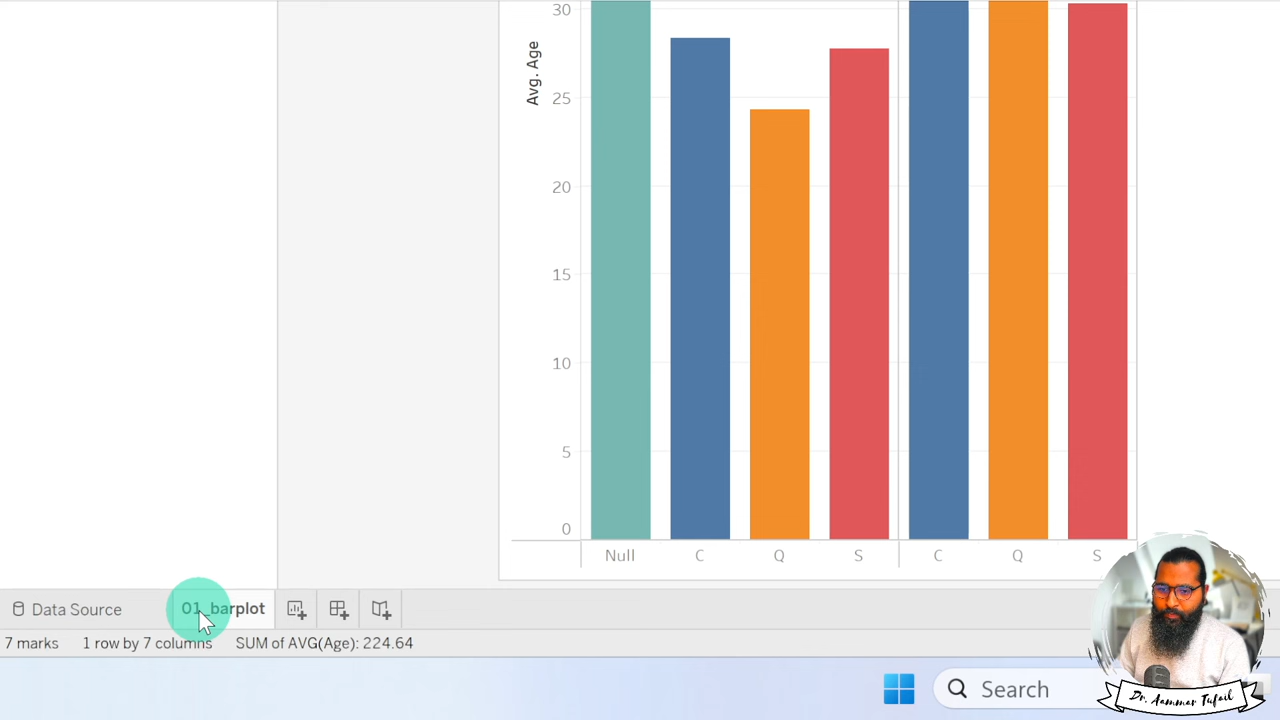 30
Avg. Age
25
20
15
10
5
0
Null C Q S C Q S
Data Source 01_barplot
7 marks 1 row by 7 columns SUM of AVG(Age): 224.64
Search
Dr. Aammar Tufail